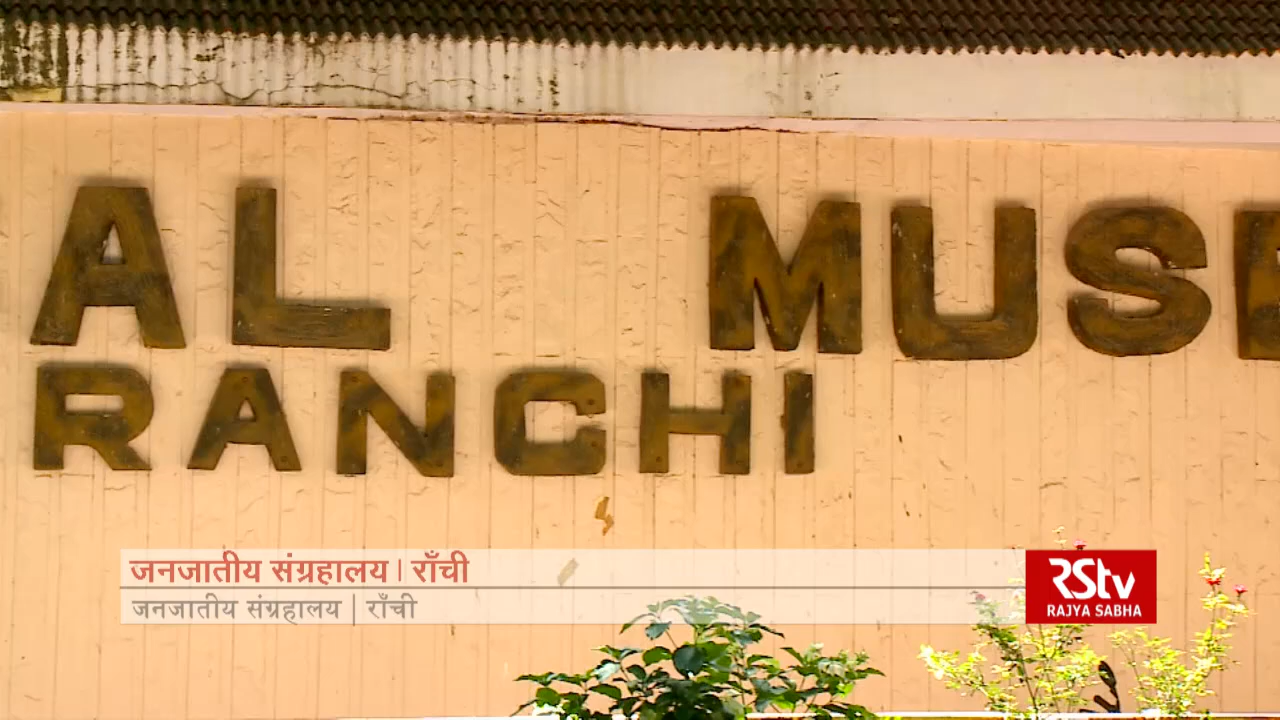 AL MUSE
RANCHI
जनजातीय संग्रहालय | राँची
जनजातीय संग्रहालय | राँची
RStv
RAJYA SABHA